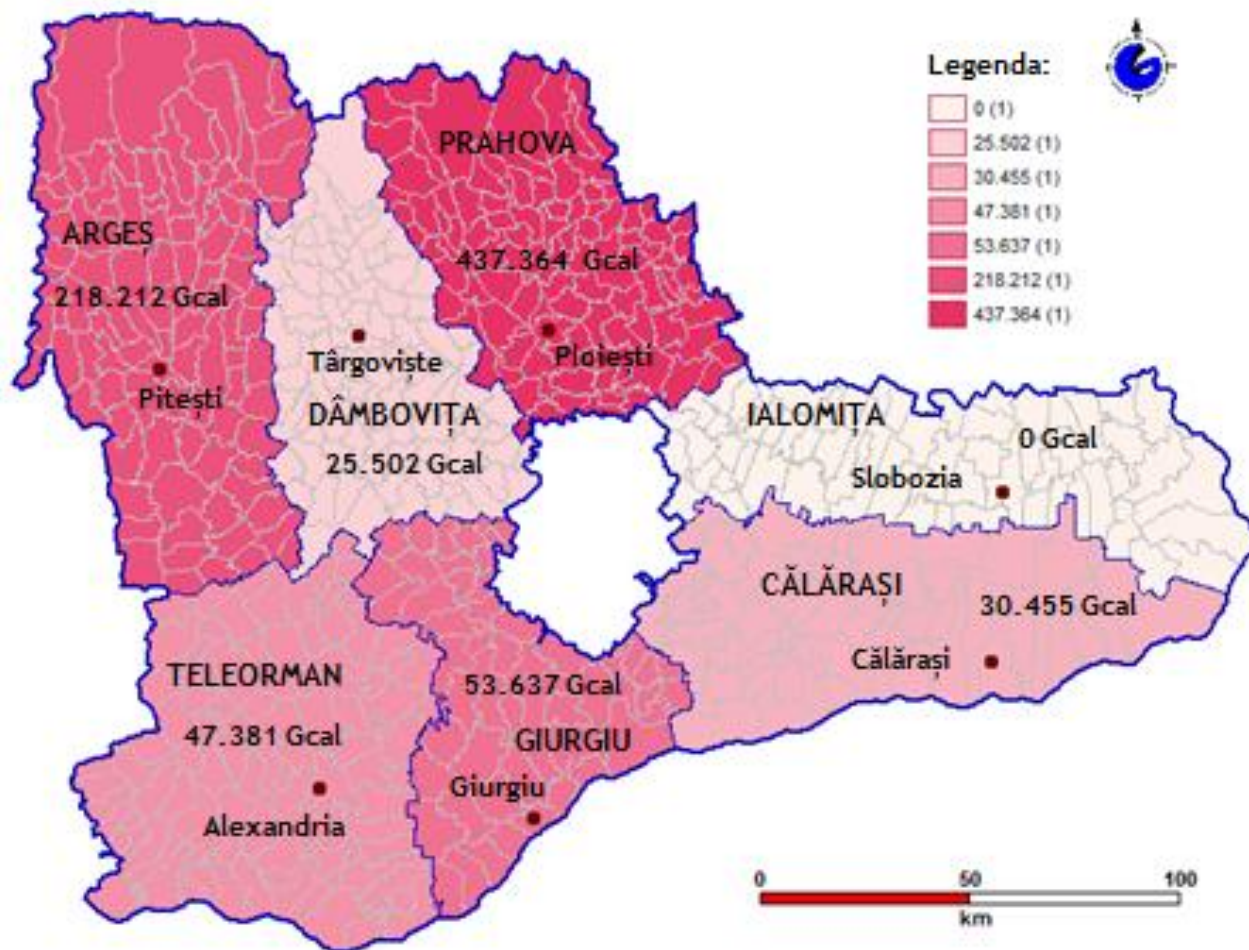 Legenda:
0 (1)
25.502 (1)
30.455 (1)
47.381 (1)
53.637 (1)
218.212 (1)
437.364 (1)
PRAHOVA
437.364 Gcal
Ploiești
ARGEȘ
218.212 Gcal
Pitești
Târgoviște
DÂMBOVIȚA
25.502 Gcal
IALOMIȚA
0 Gcal
Slobozia
CĂLĂRAȘI
30.455 Gcal
Călărași
TELEORMAN
47.381 Gcal
Alexandria
53.637 Gcal
GIURGIU
Giurgiu
0 50 100
km